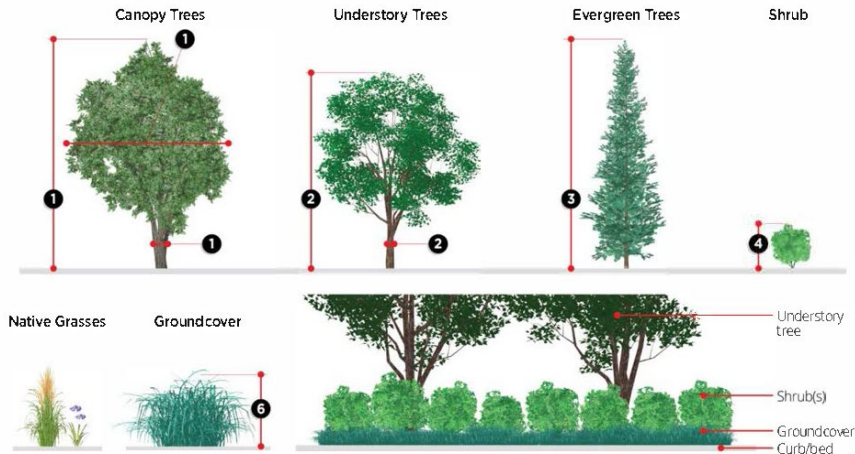 Canopy Trees
Understory Trees
Evergreen Trees
Shrub
1
1
1
2
2
3
4
Native Grasses
Groundcover
6
Understory
tree
Shrub(s)
Groundcover
Curb/bed